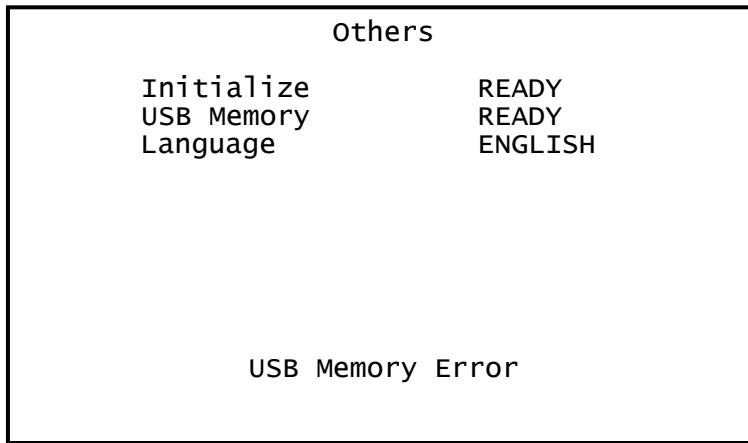 Others
Initialize READY
USB Memory READY
Language ENGLISH
USB Memory Error